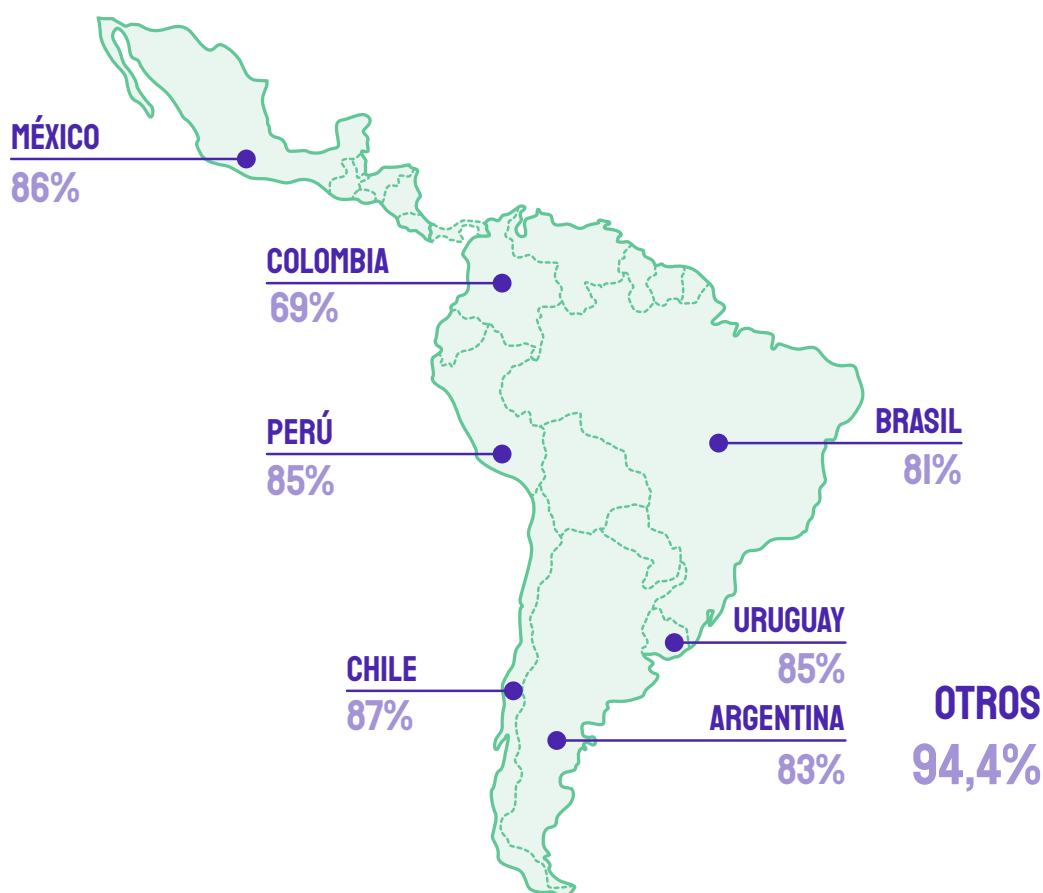 MÉXICO
86%
COLOMBIA
69%
PERÚ
85%
BRASIL
81%
URUGUAY
85%
CHILE
87%
ARGENTINA
83%
OTROS
94,4%